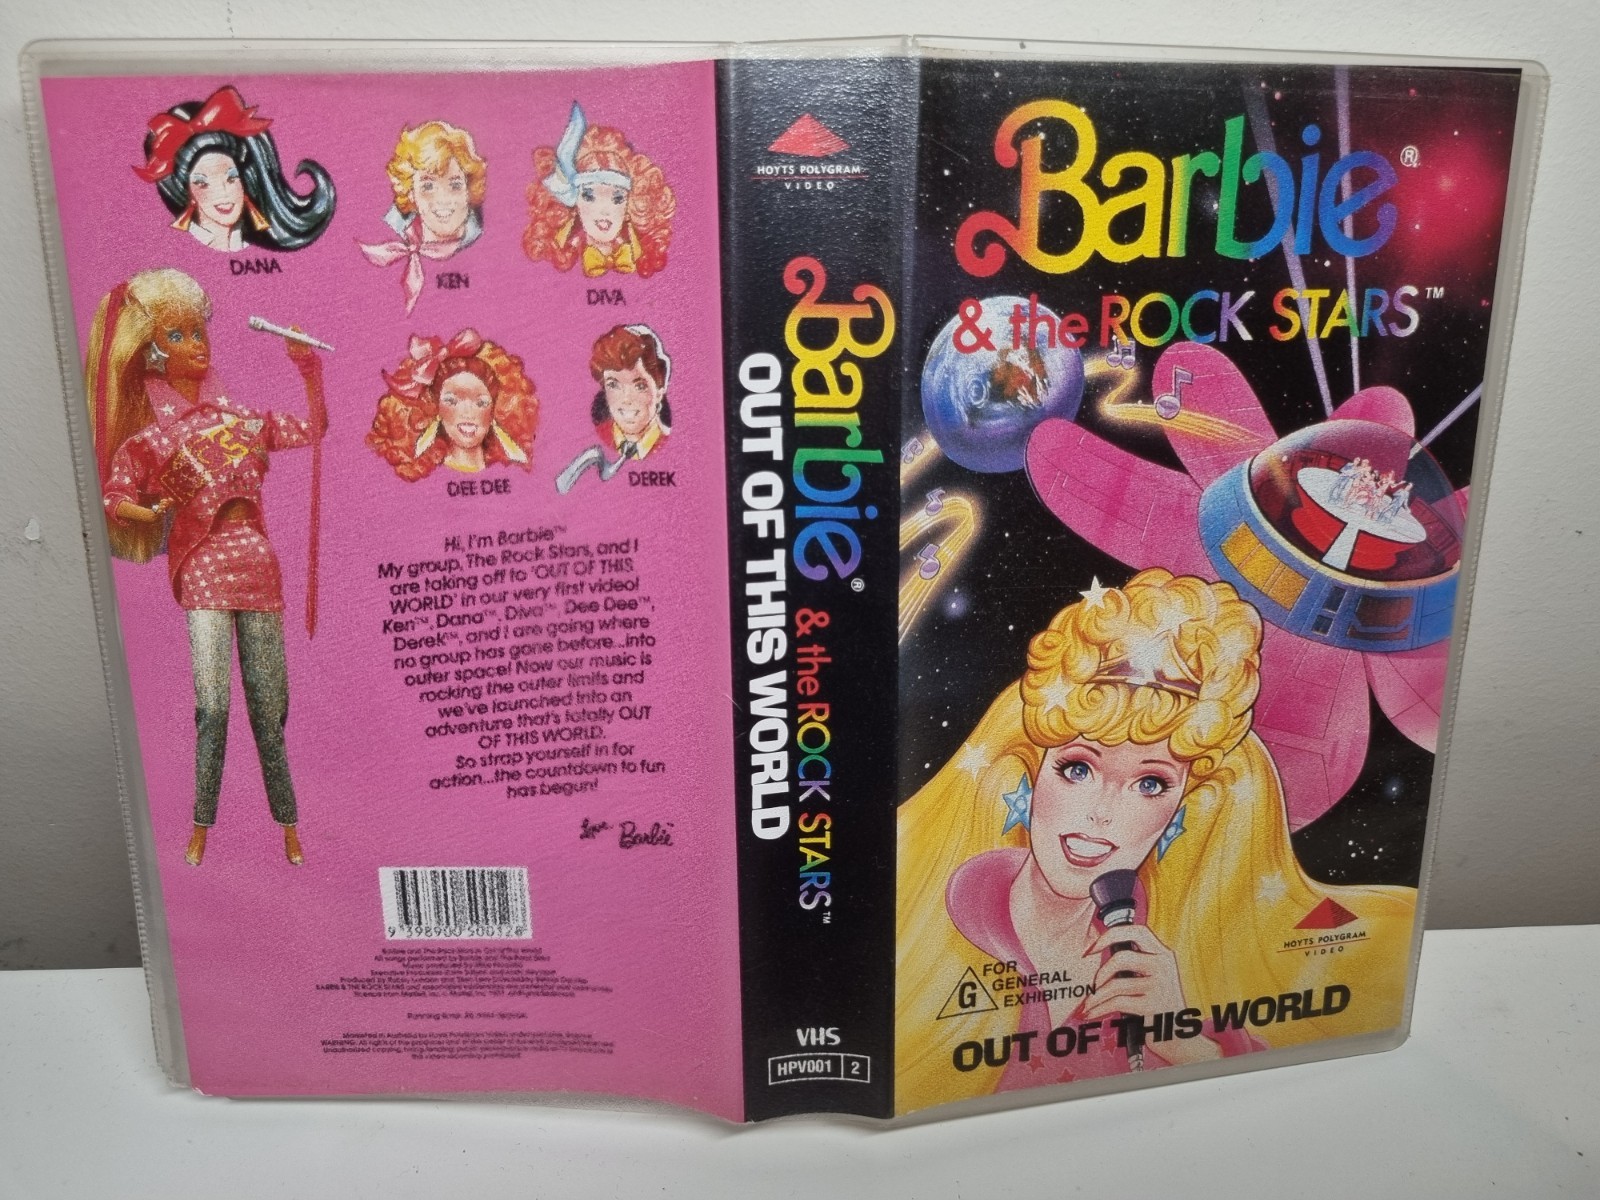 DANA
KEN
DIVA
DEE DEE
DEREK
Hi, I'm Barbie™
My group, The Rock Stars, and I
are taking off to 'OUT OF THIS
WORLD' in our very first video!
Ken™, Dana™, Diva™, Dee Dee™,
Derek™, and I are going where
no group has gone before...into
outer space! Now our music is
rocking the outer limits and
we've launched into an
adventure that's totally OUT
OF THIS WORLD.
So strap yourself in for
action...the countdown to fun
has begun!
Love Barbie™
9 398900 500328
HOYTS POLYGRAM
VIDEO
Barbie® & the ROCK STARS™
OUT OF THIS WORLD
VHS
HPV001 2
Barbie®
& the ROCK STARS™
HOYTS POLYGRAM
VIDEO
G
FOR
GENERAL
EXHIBITION
OUT OF THIS WORLD